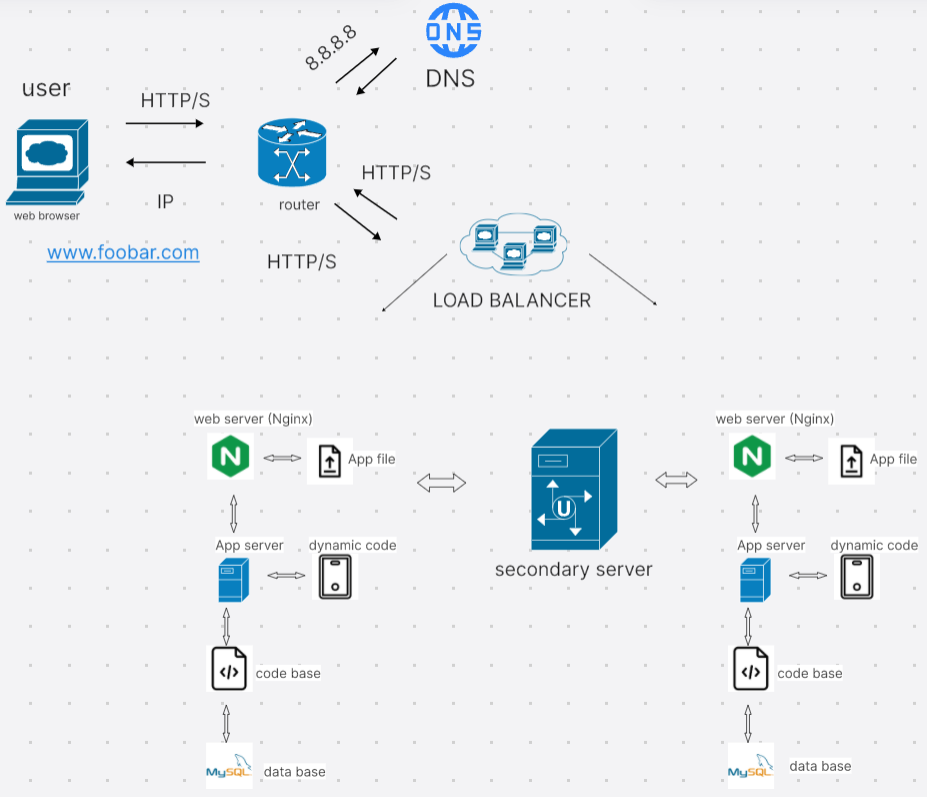 DNS
8.8.8.8
DNS
user
HTTP/S
HTTP/S
IP
router
web browser
www.foobar.com
HTTP/S
LOAD BALANCER
web server (Nginx)
web server (Nginx)
N
App file
N
App file
U
App server
dynamic code
secondary server
App server
dynamic code
</>
code base
</>
code base
MySQL
data base
MySQL
data base